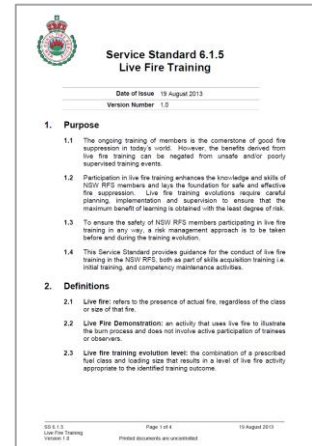 Service Standard 6.1.5
Live Fire Training
Date of Issue 19 August 2013
Version Number 1.0
1. Purpose
1.1 The ongoing training of members is the cornerstone of good fire
suppression in today's world. However, the benefits derived from
live fire training can be negated from unsafe and/or poorly
supervised training events.
1.2 Participation in live fire training enhances the knowledge and skills of
NSW RFS members and lays the foundation for safe and effective
fire suppression. Live fire training evolutions require careful
planning, implementation and supervision to ensure that the
maximum benefit of learning is obtained with the least degree of risk.
1.3 To ensure the safety of NSW RFS members participating in live fire
training in any way, a risk management approach is to be taken
before and during the training evolution.
1.4 This Service Standard provides guidance for the conduct of live fire
training in the NSW RFS, both as part of skills acquisition training i.e.
initial training, and competency maintenance activities.
2. Definitions
2.1 Live fire: refers to the presence of actual fire, regardless of the class
or size of that fire.
2.2 Live Fire Demonstration: an activity that uses live fire to illustrate
the burn process and does not involve active participation of trainees
or observers.
2.3 Live fire training evolution level: the combination of a prescribed
fuel class and loading size that results in a level of live fire activity
appropriate to the identified training outcome.
SS 6.1.5 Page 1 of 4 19 August 2013
Live Fire Training
Version 1.0 Printed documents are uncontrolled